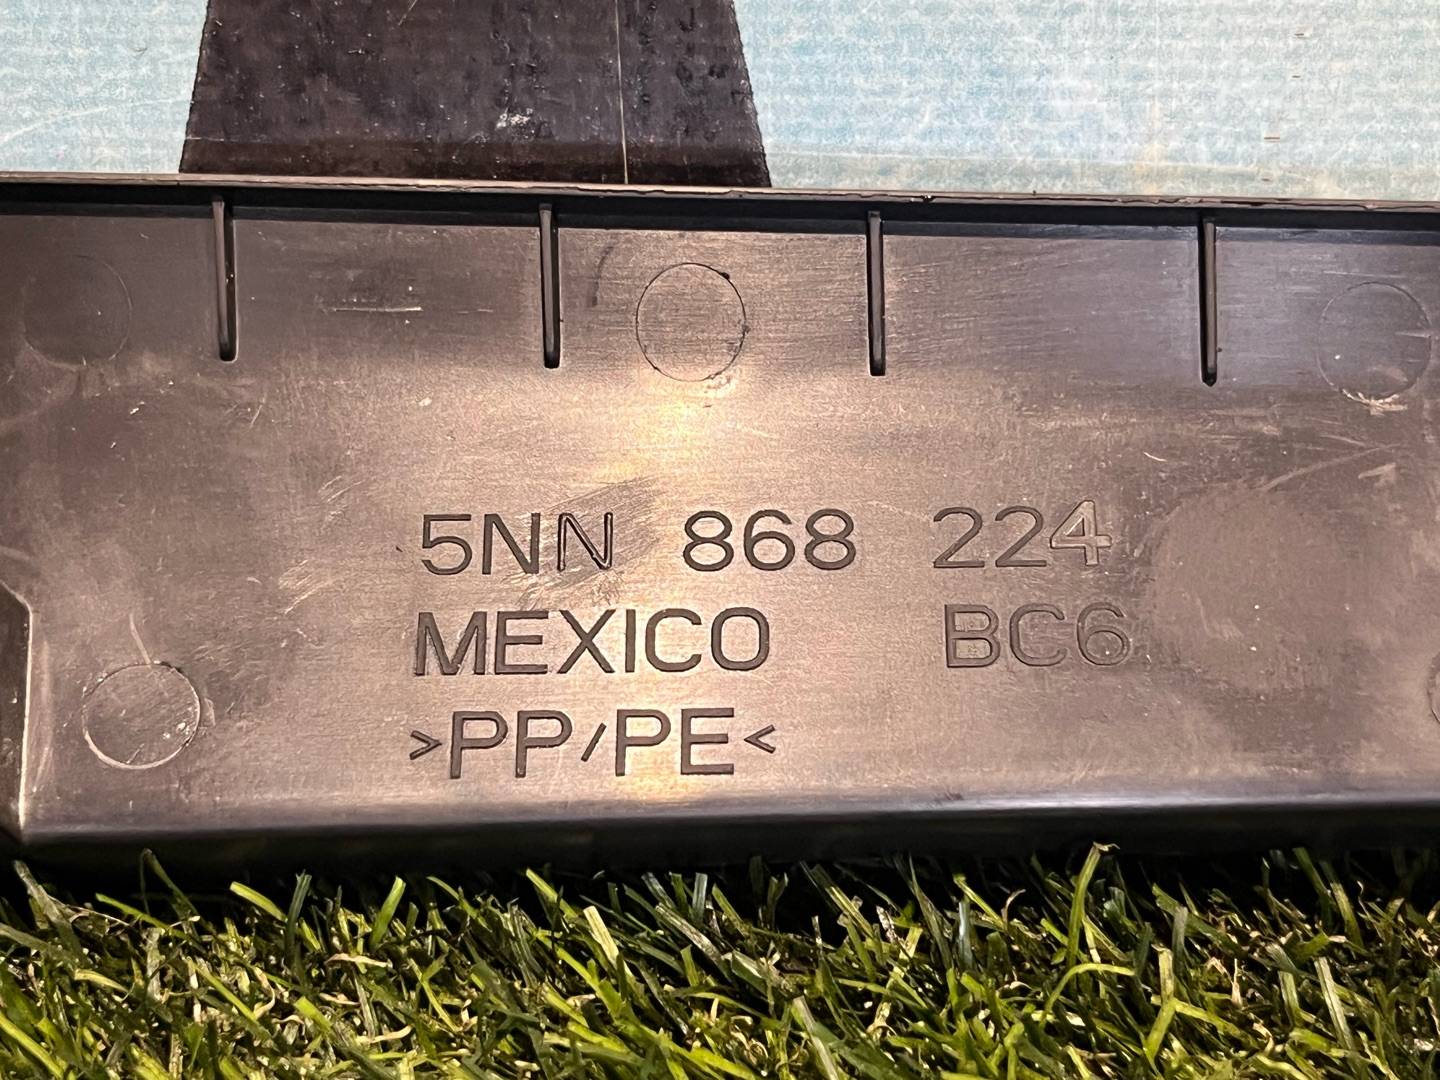 5NN 868 224
MEXICO BC6
>PP/PE<